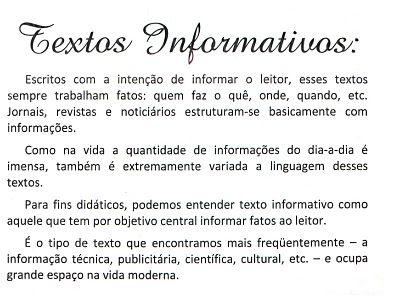 Textos Informativos:
Escritos com a intenção de informar o leitor, esses textos
sempre trabalham fatos: quem faz o quê, onde, quando, etc.
Jornais, revistas e noticiários estruturam-se basicamente com
informações.
Como na vida a quantidade de informações do dia-a-dia é
imensa, também é extremamente variada a linguagem desses
textos.
Para fins didáticos, podemos entender texto informativo como
aquele que tem por objetivo central informar fatos ao leitor.
É o tipo de texto que encontramos mais freqüentemente – a
informação técnica, publicitária, científica, cultural, etc. – e ocupa
grande espaço na vida moderna.